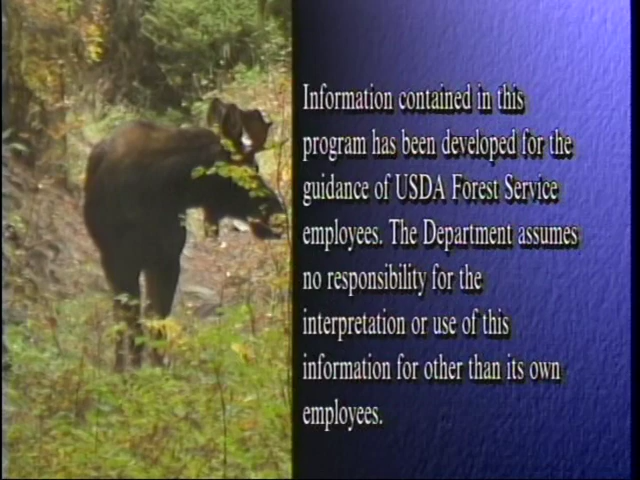 Information contained in this
program has been developed for the
guidance of USDA Forest Service
employees. The Department assumes
no responsibility for the
interpretation or use of this
information for other than its own
employees.